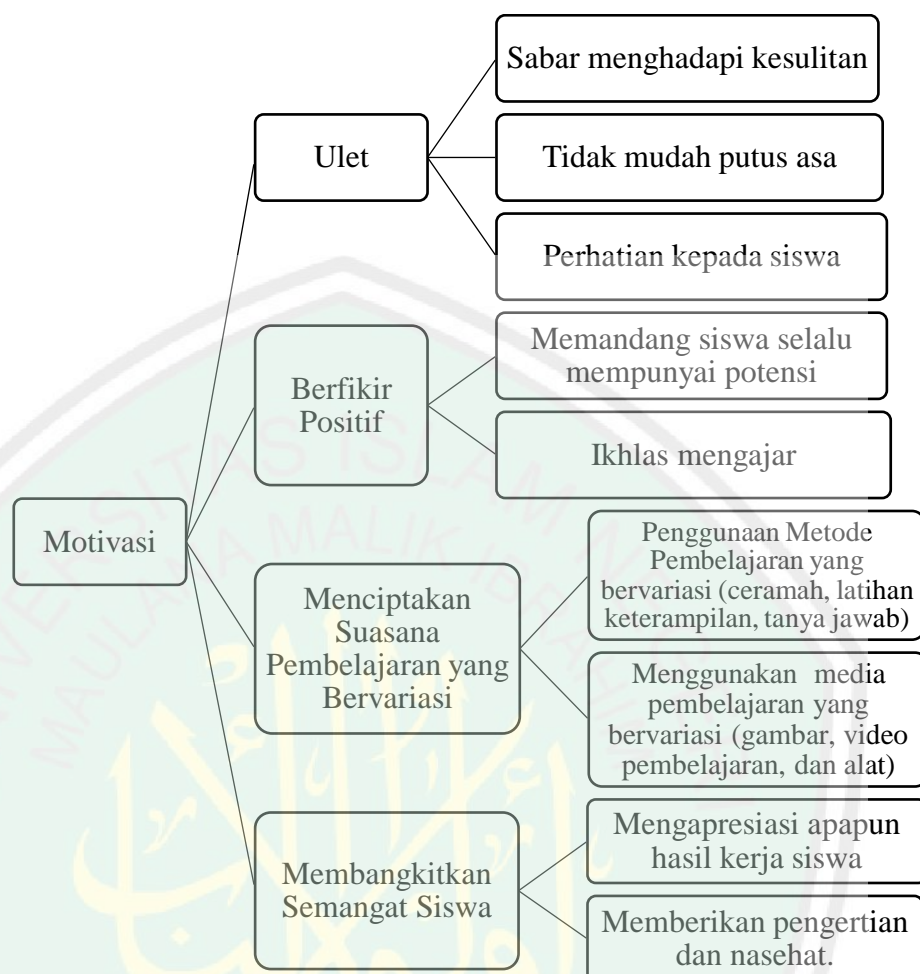 Sabar menghadapi kesulitan
Ulet
Tidak mudah putus asa
Perhatian kepada siswa
Memandang siswa selalu
mempunyai potensi
Berfikir
Positif
Ikhlas mengajar
Motivasi
Penggunaan Metode
Pembelajaran yang
bervariasi (ceramah, latihan
keterampilan, tanya jawab)
Menciptakan
Suasana
Pembelajaran yang
Bervariasi
Menggunakan media
pembelajaran yang
bervariasi (gambar, video
pembelajaran, dan alat)
Mengapresiasi apapun
hasil kerja siswa
Membangkitkan
Semangat Siswa
Memberikan pengertian
dan nasehat.
MAULANA MALIK IBRAHIM